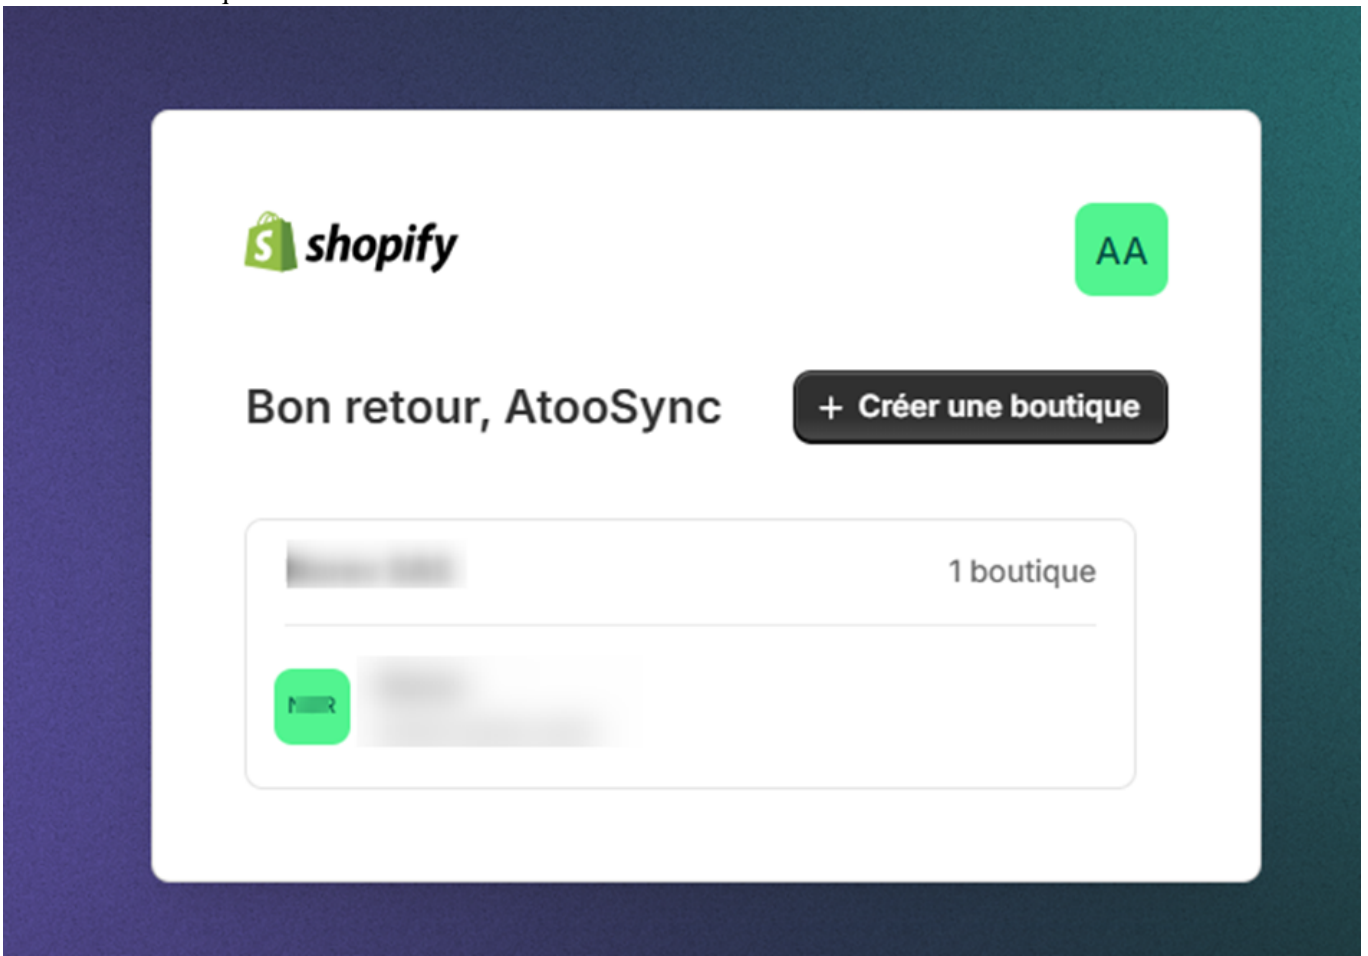 shopify
AA
Bon retour, AtooSync
+ Créer une boutique
1 boutique